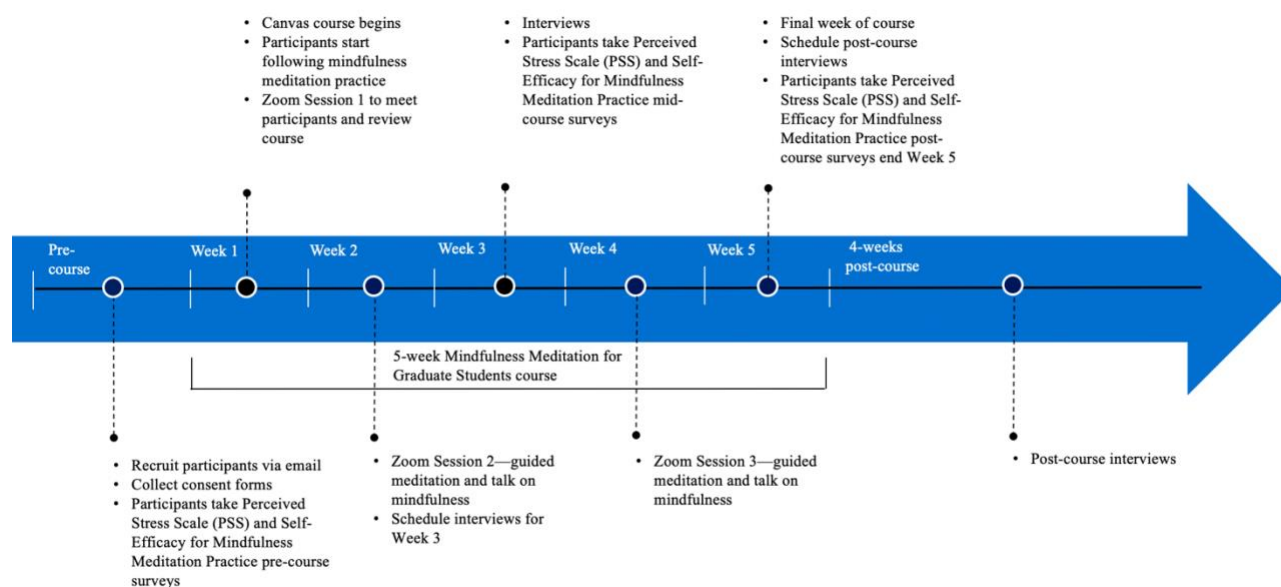 • Canvas course begins
• Participants start
following mindfulness
meditation practice
• Zoom Session 1 to meet
participants and review
course
• Interviews
• Participants take Perceived
Stress Scale (PSS) and Self-
Efficacy for Mindfulness
Meditation Practice mid-
course surveys
• Final week of course
• Schedule post-course
interviews
• Participants take Perceived
Stress Scale (PSS) and Self-
Efficacy for Mindfulness
Meditation Practice post-
course surveys end Week 5
Pre-
course
Week 1
Week 2
Week 3
Week 4
Week 5
4-weeks
post-course
5-week Mindfulness Meditation for
Graduate Students course
• Recruit participants via email
• Collect consent forms
• Participants take Perceived
Stress Scale (PSS) and Self-
Efficacy for Mindfulness
Meditation Practice pre-course
surveys
• Zoom Session 2—guided
meditation and talk on
mindfulness
• Schedule interviews for
Week 3
• Zoom Session 3—guided
meditation and talk on
mindfulness
• Post-course interviews